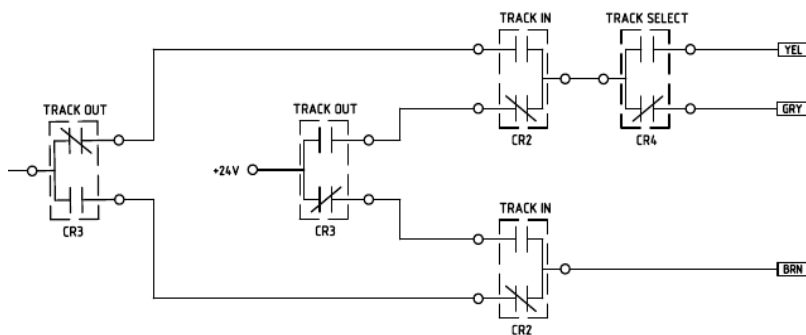 TRACK IN
TRACK SELECT
YEL
TRACK OUT
TRACK OUT
GRY
CR2
CR4
+24V
TRACK IN
CR3
CR3
BRN
CR2